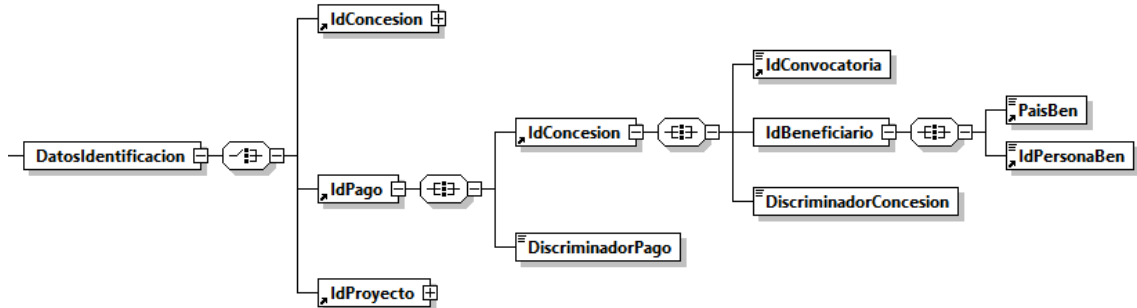 IdConcesion
IdConvocatoria
PaisBen
IdConcesion
IdBeneficiario
DatosIdentificacion
IdPersonaBen
IdPago
DiscriminadorConcesion
DiscriminadorPago
IdProyecto